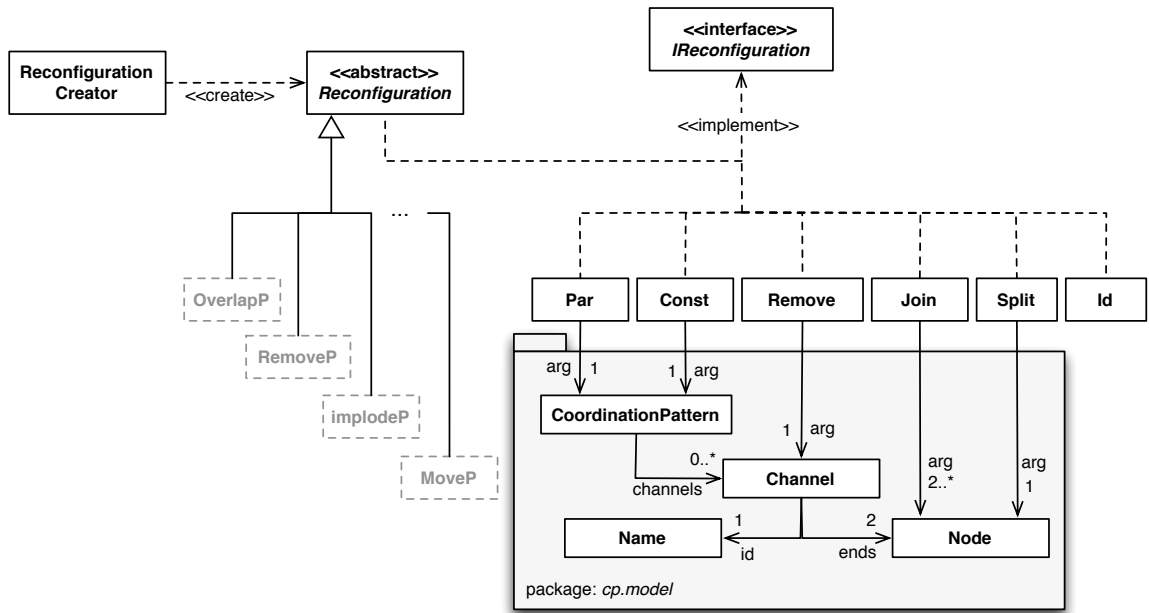 <<interface>>
IReconfiguration
Reconfiguration
Creator
<<create>>
<<abstract>>
Reconfiguration
<<implement>>
...
OverlapP
RemoveP
implodeP
MoveP
Par
Const
Remove
Join
Split
Id
arg
1
1
arg
CoordinationPattern
1
arg
0..*
channels
Channel
arg
2..*
arg
1
Name
1
id
2
ends
Node
package: cp.model